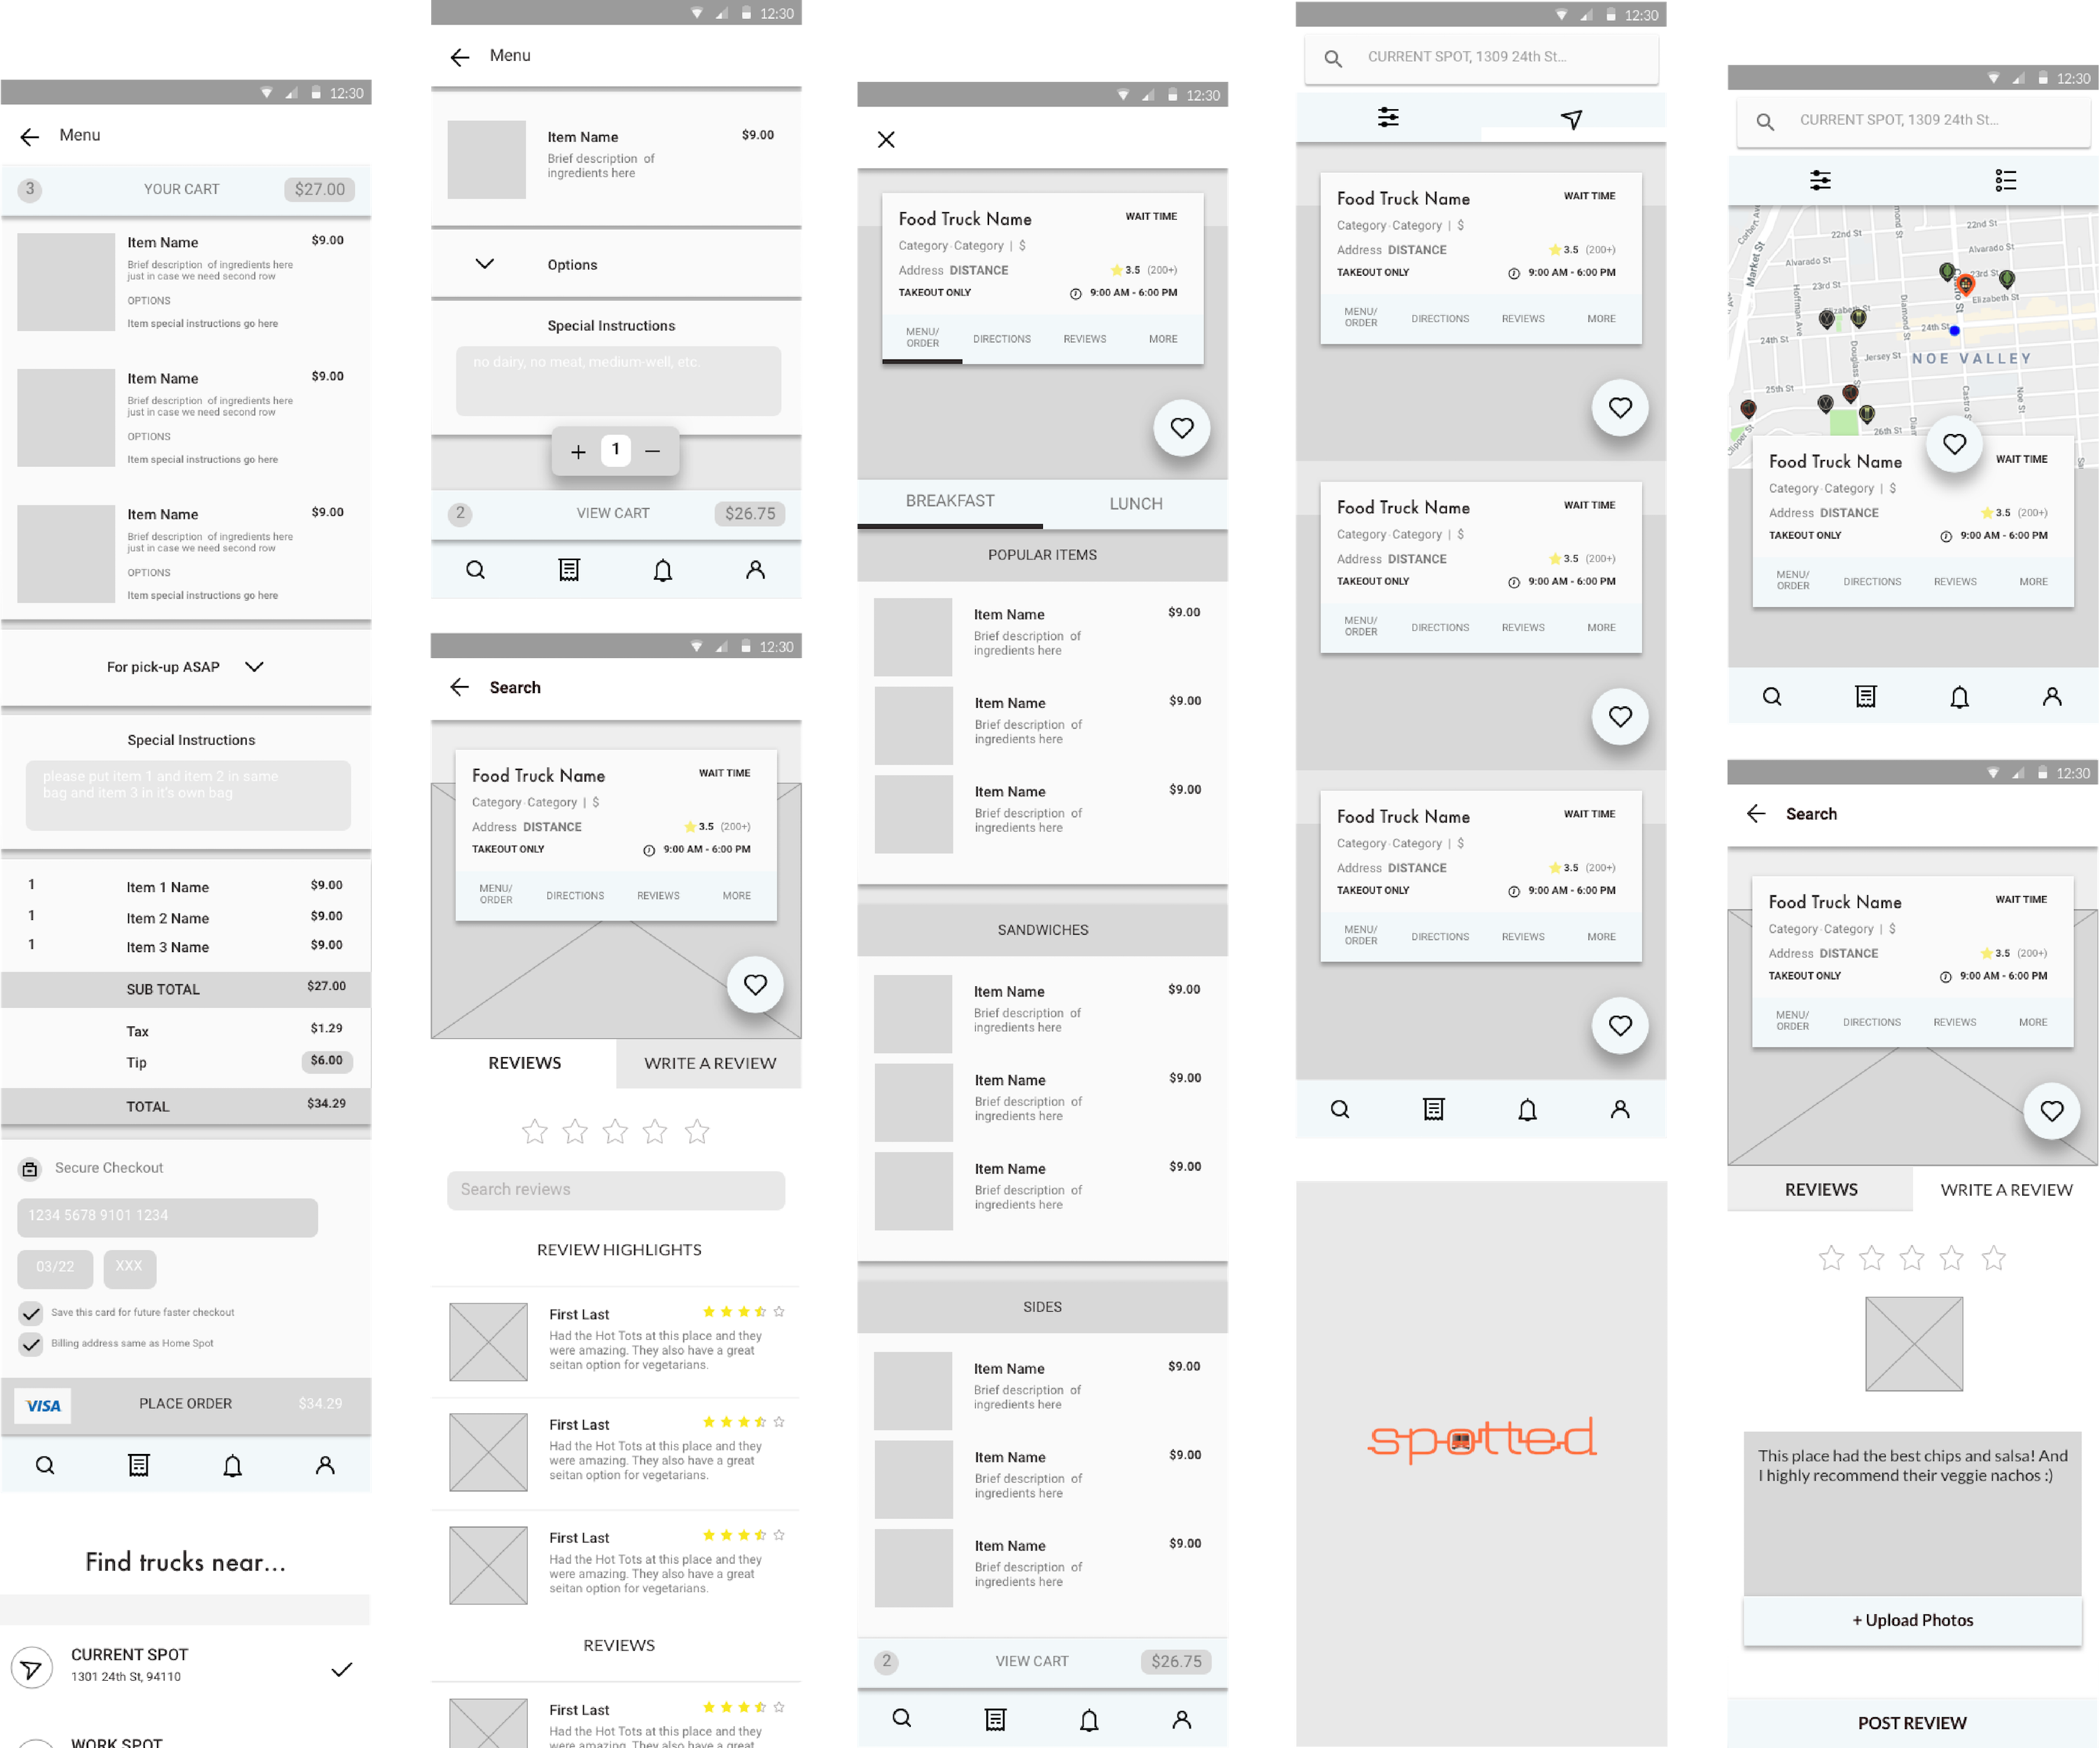 12:30
Menu
3
YOUR CART
$27.00
Item Name
$9.00
Brief description of ingredients here
just in case we need second row
OPTIONS
Item special instructions go here
Item Name
$9.00
Brief description of ingredients here
just in case we need second row
OPTIONS
Item special instructions go here
Item Name
$9.00
Brief description of ingredients here
just in case we need second row
OPTIONS
Item special instructions go here
For pick-up ASAP
Special Instructions
please put item 1 and item 2 in same
bag and item 3 in it's own bag
1 Item 1 Name $9.00
1 Item 2 Name $9.00
1 Item 3 Name $9.00
SUB TOTAL $27.00
Tax $1.29
Tip $6.00
TOTAL $34.29
Secure Checkout
1234 5678 9101 1234
03/22 XXX
Save this card for future faster checkout
Billing address same as Home Spot
VISA PLACE ORDER $34.29
Find trucks near...
CURRENT SPOT
1301 24th St, 94110
WORK SPOT
12:30
Menu
Item Name $9.00
Brief description of
ingredients here
Options
Special Instructions
no dairy, no meat, medium-well, etc.
+ 1 −
2 VIEW CART $26.75
12:30
Search
Food Truck Name WAIT TIME
Category · Category | $
Address DISTANCE 3.5 (200+)
TAKEOUT ONLY 9:00 AM - 6:00 PM
MENU/
ORDER DIRECTIONS REVIEWS MORE
REVIEWS WRITE A REVIEW
Search reviews
REVIEW HIGHLIGHTS
First Last
Had the Hot Tots at this place and they
were amazing. They also have a great
seitan option for vegetarians.
First Last
Had the Hot Tots at this place and they
were amazing. They also have a great
seitan option for vegetarians.
First Last
Had the Hot Tots at this place and they
were amazing. They also have a great
seitan option for vegetarians.
REVIEWS
First Last
Had the Hot Tots at this place and they
were amazing. They also have a great
12:30
Food Truck Name WAIT TIME
Category · Category | $
Address DISTANCE 3.5 (200+)
TAKEOUT ONLY 9:00 AM - 6:00 PM
MENU/
ORDER DIRECTIONS REVIEWS MORE
BREAKFAST LUNCH
POPULAR ITEMS
Item Name $9.00
Brief description of
ingredients here
Item Name $9.00
Brief description of
ingredients here
Item Name $9.00
Brief description of
ingredients here
SANDWICHES
Item Name $9.00
Brief description of
ingredients here
Item Name $9.00
Brief description of
ingredients here
Item Name $9.00
Brief description of
ingredients here
SIDES
Item Name $9.00
Brief description of
ingredients here
Item Name $9.00
Brief description of
ingredients here
Item Name $9.00
Brief description of
ingredients here
2 VIEW CART $26.75
12:30
CURRENT SPOT, 1309 24th St...
Food Truck Name WAIT TIME
Category · Category | $
Address DISTANCE 3.5 (200+)
TAKEOUT ONLY 9:00 AM - 6:00 PM
MENU/
ORDER DIRECTIONS REVIEWS MORE
Food Truck Name WAIT TIME
Category · Category | $
Address DISTANCE 3.5 (200+)
TAKEOUT ONLY 9:00 AM - 6:00 PM
MENU/
ORDER DIRECTIONS REVIEWS MORE
Food Truck Name WAIT TIME
Category · Category | $
Address DISTANCE 3.5 (200+)
TAKEOUT ONLY 9:00 AM - 6:00 PM
MENU/
ORDER DIRECTIONS REVIEWS MORE
spotted
12:30
CURRENT SPOT, 1309 24th St...
22nd St
22nd St
Alvarado St
Alvarado St
Market St
23rd St
23rd St
Hoffman Ave
Elizabeth St
Diamond St
24th St
24th St
Douglass S
Jersey St
NOE VALLEY
25th St
Castro S
Noe St
26th St
Clipper St
Food Truck Name WAIT TIME
Category · Category | $
Address DISTANCE 3.5 (200+)
TAKEOUT ONLY 9:00 AM - 6:00 PM
MENU/
ORDER DIRECTIONS REVIEWS MORE
12:30
Search
Food Truck Name WAIT TIME
Category · Category | $
Address DISTANCE 3.5 (200+)
TAKEOUT ONLY 9:00 AM - 6:00 PM
MENU/
ORDER DIRECTIONS REVIEWS MORE
REVIEWS WRITE A REVIEW
This place had the best chips and salsa! And
I highly recommend their veggie nachos :)
+ Upload Photos
POST REVIEW